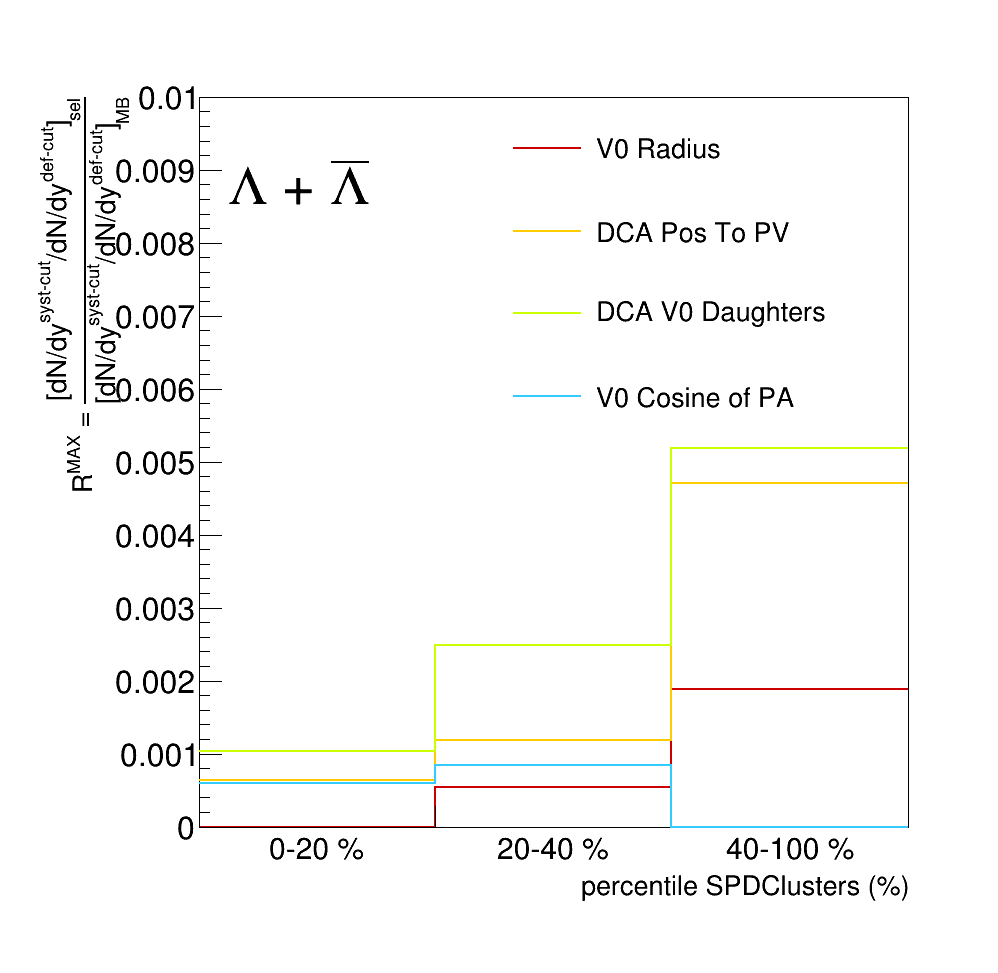 R^MAX = [dN/dy^syst-cut/dN/dy^def-cut]_sel
[dN/dy^syst-cut/dN/dy^def-cut]_MB
0.01
0.009
0.008
0.007
0.006
0.005
0.004
0.003
0.002
0.001
0
Λ + Λ̅
V0 Radius
DCA Pos To PV
DCA V0 Daughters
V0 Cosine of PA
0-20 % 20-40 % 40-100 %
percentile SPDClusters (%)